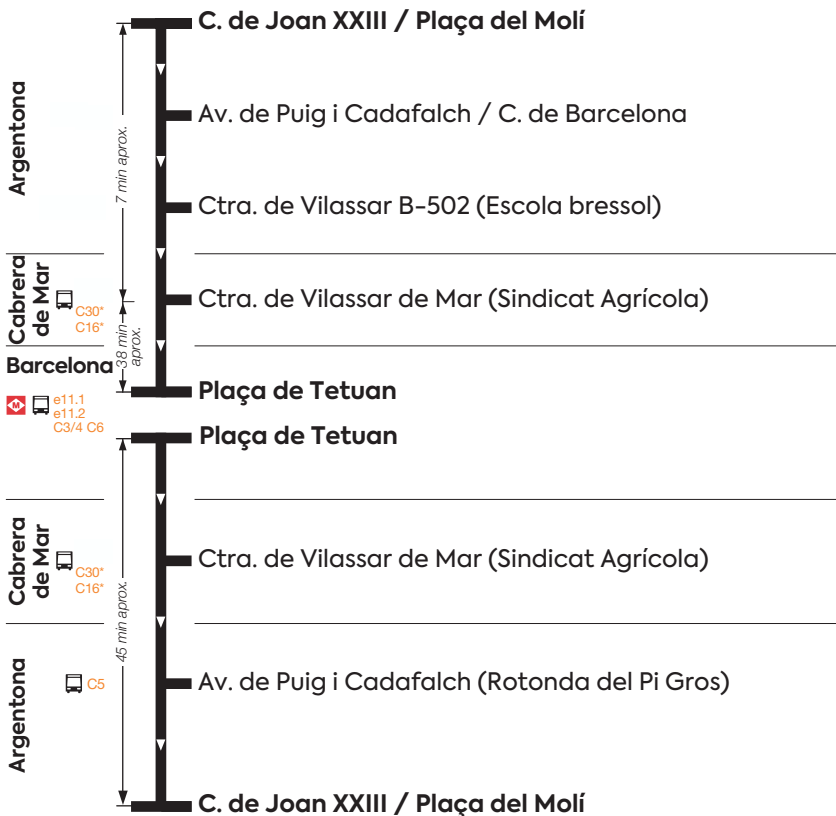 C. de Joan XXIII / Plaça del Molí
Argentona
7 min aprox.
Av. de Puig i Cadafalch / C. de Barcelona
Ctra. de Vilassar B-502 (Escola bressol)
Cabrera
de Mar
C30*
C16*
Ctra. de Vilassar de Mar (Sindicat Agrícola)
38 min
aprox.
Barcelona
M
e11.1
e11.2
C3/4 C6
Plaça de Tetuan
Plaça de Tetuan
45 min aprox.
Cabrera
de Mar
C30*
C16*
Ctra. de Vilassar de Mar (Sindicat Agrícola)
Argentona
C5
Av. de Puig i Cadafalch (Rotonda del Pi Gros)
C. de Joan XXIII / Plaça del Molí